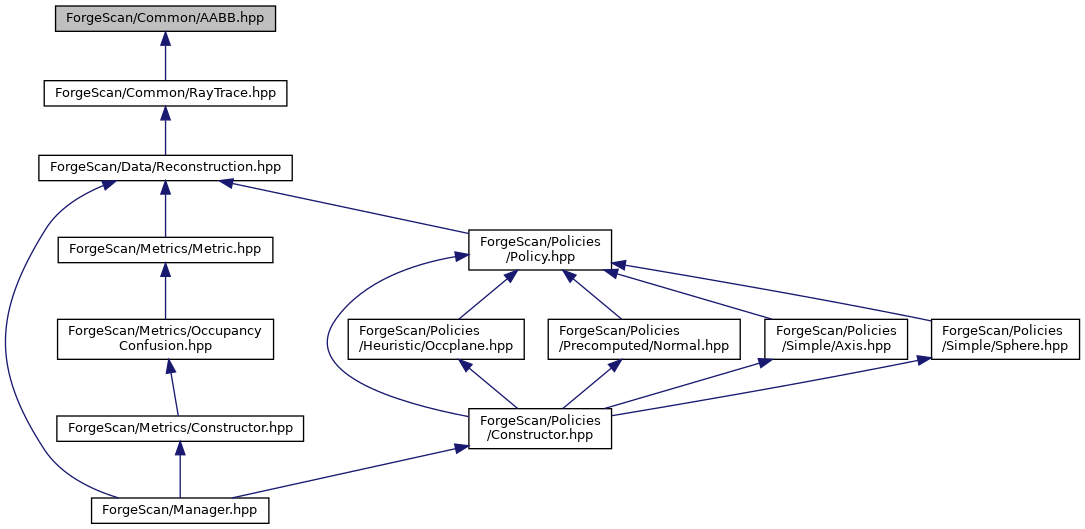 ForgeScan/Common/AABB.hpp
ForgeScan/Common/RayTrace.hpp
ForgeScan/Data/Reconstruction.hpp
ForgeScan/Metrics/Metric.hpp
ForgeScan/Policies
/Policy.hpp
ForgeScan/Metrics/Occupancy
Confusion.hpp
ForgeScan/Policies
/Heuristic/Occplane.hpp
ForgeScan/Policies
/Precomputed/Normal.hpp
ForgeScan/Policies
/Simple/Axis.hpp
ForgeScan/Policies
/Simple/Sphere.hpp
ForgeScan/Metrics/Constructor.hpp
ForgeScan/Policies
/Constructor.hpp
ForgeScan/Manager.hpp